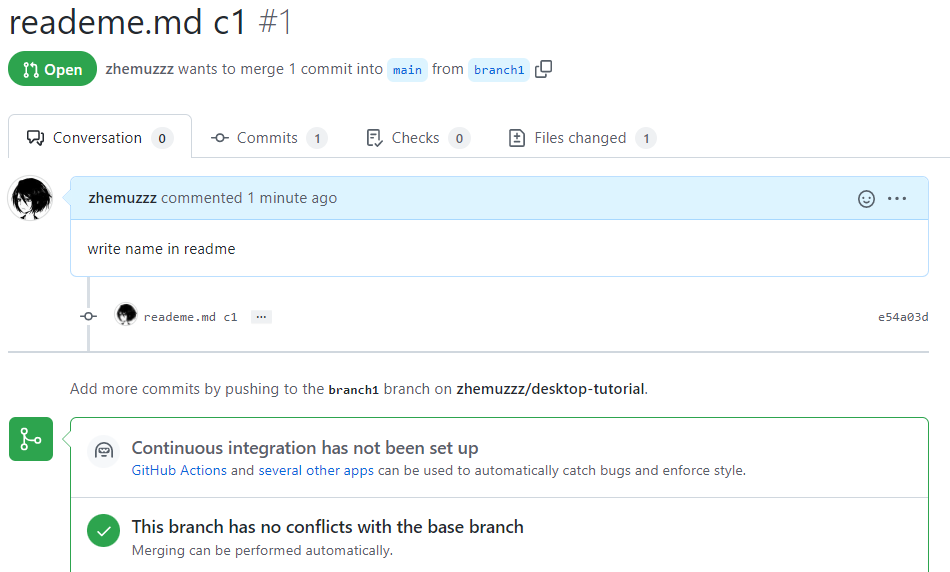 reademe.md c1 #1
Open zhemuzzz wants to merge 1 commit into main from branch1
Conversation 0 Commits 1 Checks 0 Files changed 1
zhemuzzz commented 1 minute ago
write name in readme
reademe.md c1 ... e54a03d
Add more commits by pushing to the branch1 branch on zhemuzzz/desktop-tutorial.
Continuous integration has not been set up
GitHub Actions and several other apps can be used to automatically catch bugs and enforce style.
This branch has no conflicts with the base branch
Merging can be performed automatically.